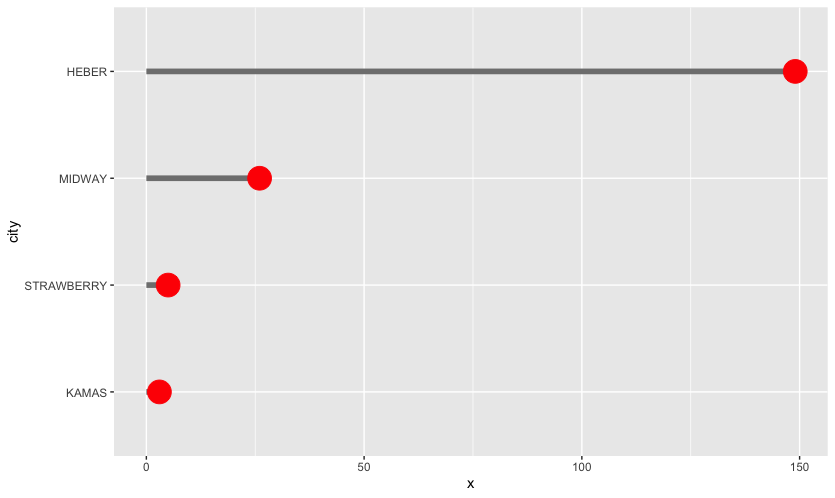 HEBER
MIDWAY
STRAWBERRY
KAMAS
city
0 50 100 150
x